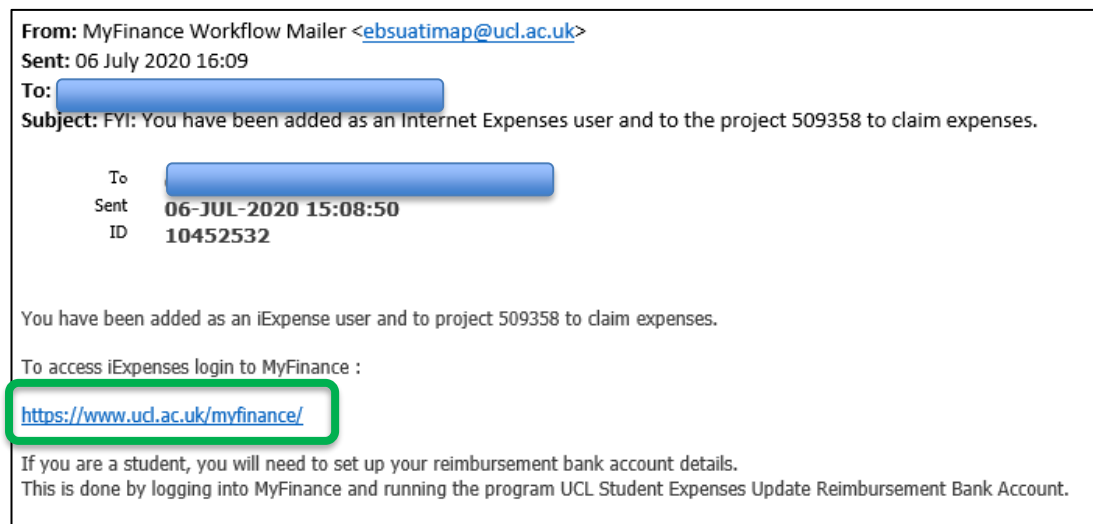 From: MyFinance Workflow Mailer <ebsuatimap@ucl.ac.uk>
Sent: 06 July 2020 16:09
To:
Subject: FYI: You have been added as an Internet Expenses user and to the project 509358 to claim expenses.
To
Sent 06-JUL-2020 15:08:50
ID 10452532
You have been added as an iExpense user and to project 509358 to claim expenses.
To access iExpenses login to MyFinance :
https://www.ucl.ac.uk/myfinance/
If you are a student, you will need to set up your reimbursement bank account details.
This is done by logging into MyFinance and running the program UCL Student Expenses Update Reimbursement Bank Account.